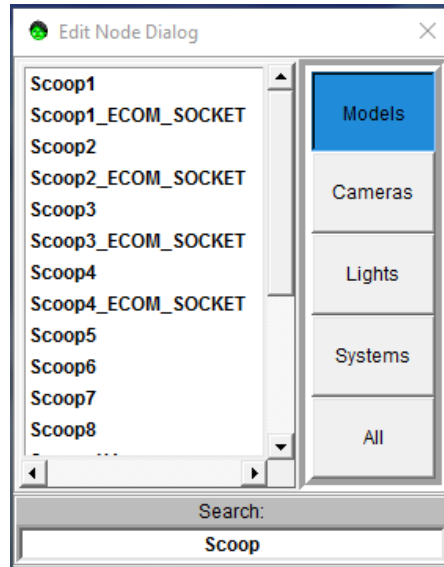 Edit Node Dialog
Scoop1
Scoop1_ECOM_SOCKET
Scoop2
Scoop2_ECOM_SOCKET
Scoop3
Scoop3_ECOM_SOCKET
Scoop4
Scoop4_ECOM_SOCKET
Scoop5
Scoop6
Scoop7
Scoop8
Models
Cameras
Lights
Systems
All
Search:
Scoop